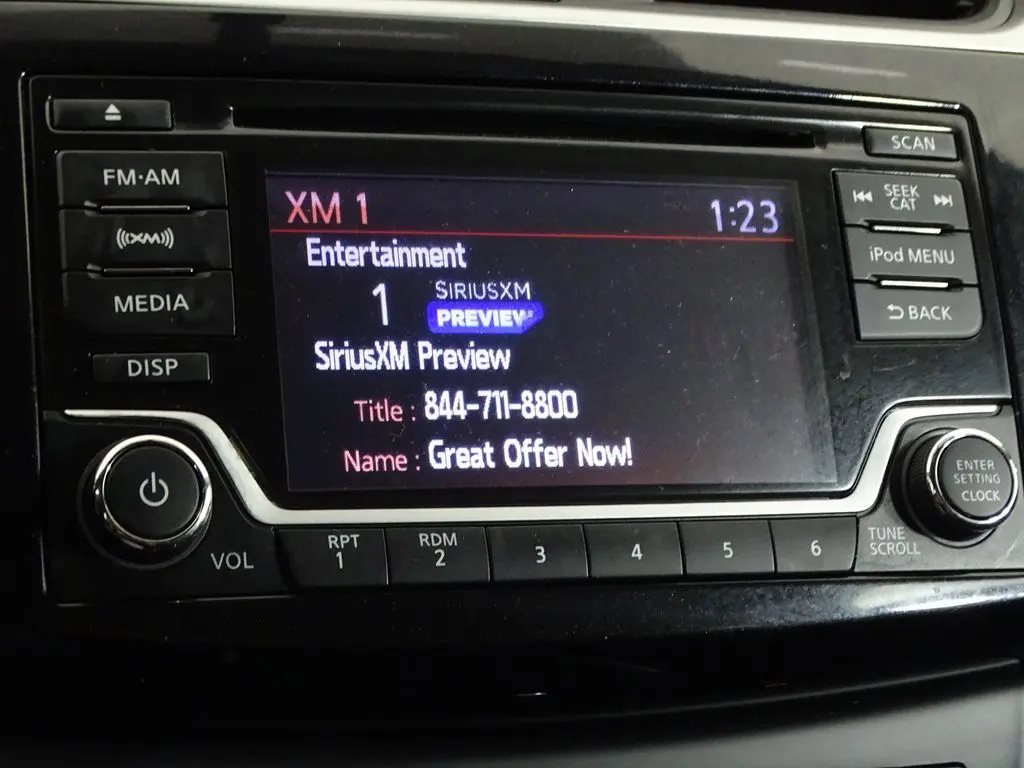 SCAN
FM·AM
XM
MEDIA
DISP
XM 1 1:23
Entertainment
1 SIRIUSXM
PREVIEW
SiriusXM Preview
Title : 844-711-8800
Name : Great Offer Now!
SEEK
CAT
iPod MENU
BACK
VOL
RPT
1
RDM
2
3
4
5
6
TUNE
SCROLL
ENTER
SETTING
CLOCK